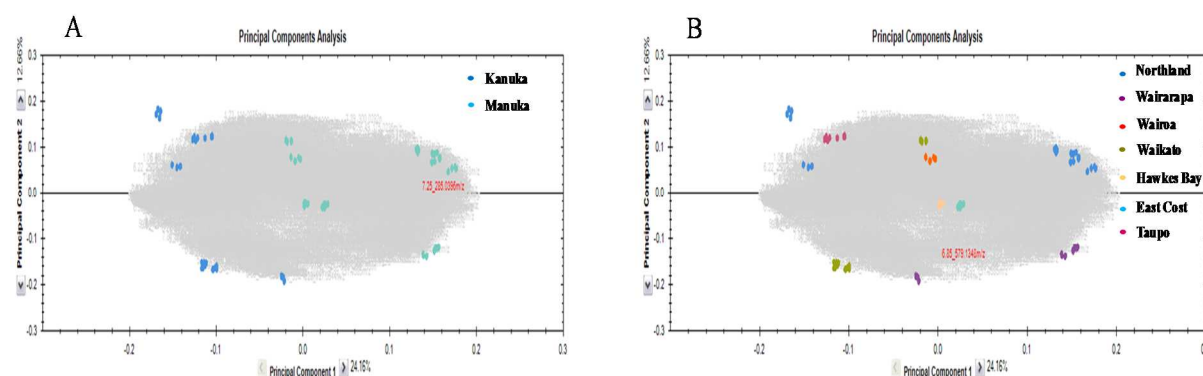 A
Principal Components Analysis
Principal Component 2
12.66%
0.3
0.2
0.1
0.0
-0.1
-0.2
-0.3
Kanuka
Manuka
-0.2
-0.1
0.0
0.1
0.2
0.3
Principal Component 1
24.16%
B
Principal Components Analysis
Principal Component 2
12.66%
0.3
0.2
0.1
0.0
-0.1
-0.2
-0.3
Northland
Wairarapa
Wairoa
Waikato
Hawkes Bay
East Cost
Taupo
-0.2
-0.1
0.0
0.1
0.2
Principal Component 1
24.16%